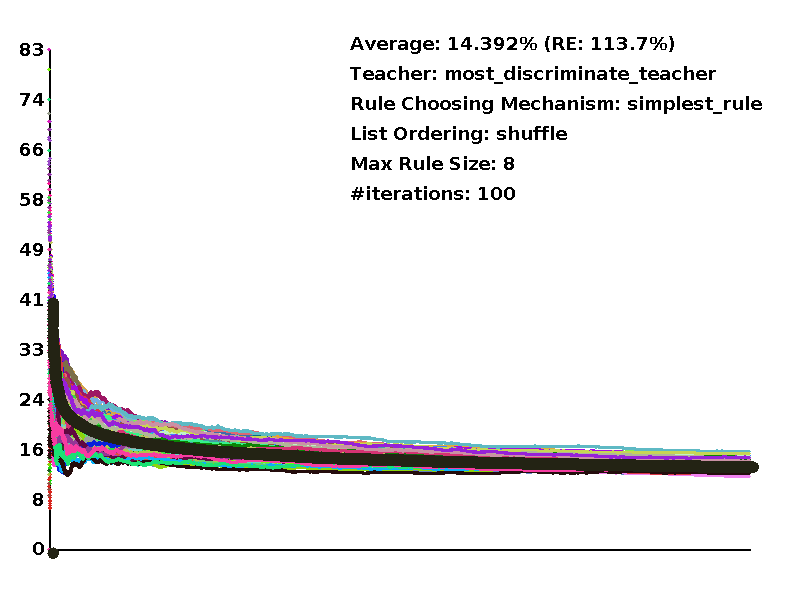 Average: 14.392% (RE: 113.7%)
Teacher: most_discriminate_teacher
Rule Choosing Mechanism: simplest_rule
List Ordering: shuffle
Max Rule Size: 8
#iterations: 100
83
74
66
58
49
41
33
24
16
8
0